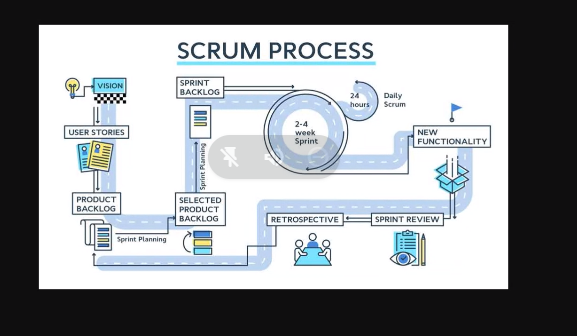 SCRUM PROCESS
VISION
USER STORIES
PRODUCT
BACKLOG
Sprint Planning
SELECTED
PRODUCT
BACKLOG
Sprint Planning
SPRINT
BACKLOG
2-4
week
Sprint
24
hours
Daily
Scrum
NEW
FUNCTIONALITY
SPRINT REVIEW
RETROSPECTIVE